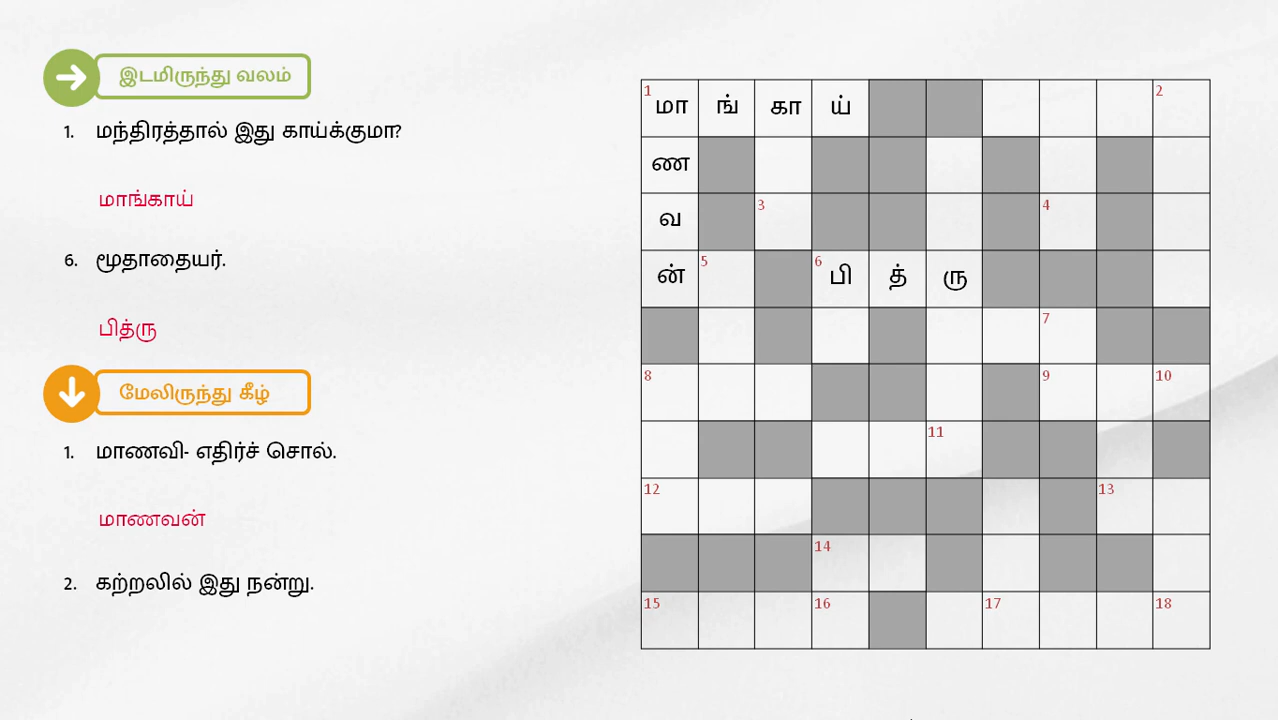 இடமிருந்து வலம்
1. மந்திரத்தால் இது காய்க்குமா?
மாங்காய்
6. மூதாதையர்.
பித்ரு
மேலிருந்து கீழ்
1. மாணவி- எதிர்ச் சொல்.
மாணவன்
2. கற்றலில் இது நன்று.
1 மா ங் கா ய் 2
ண
வ 3 4
ன் 5 6 பி த் ரு
7
8 9 10
11
12 13
14
15 16 17 18